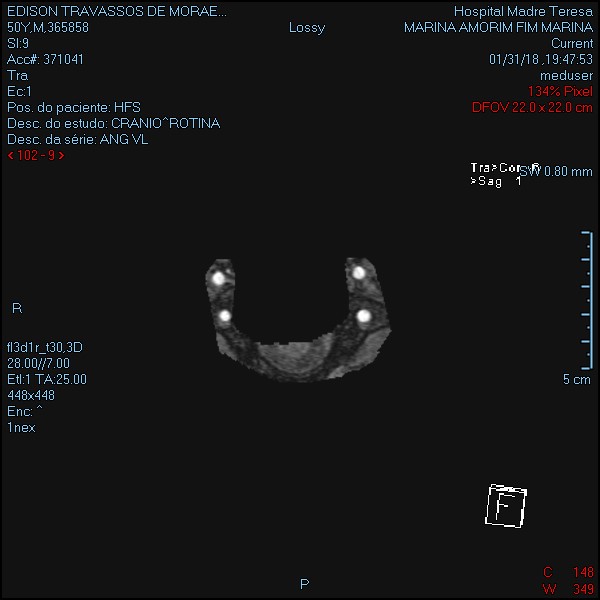 EDISON TRAVASSOS DE MORAE...
50Y,M,365858
Sl:9
Acc#: 371041
Tra
Ec:1
Pos. do paciente: HFS
Desc. do estudo: CRANIO^ROTINA
Desc. da série: ANG VL
< 102 - 9 >
Lossy
Hospital Madre Teresa
MARINA AMORIM FIM MARINA
Current
01/31/18 ,19:47:53
meduser
134% Pixel
DFOV 22.0 x 22.0 cm
Tra>Cor
SW 0.80 mm
>Sag 1
R
5 cm
fl3d1r_t30,3D
28.00//7.00
Etl:1 TA:25.00
448x448
Enc: ^
1nex
F
P
C 148
W 349